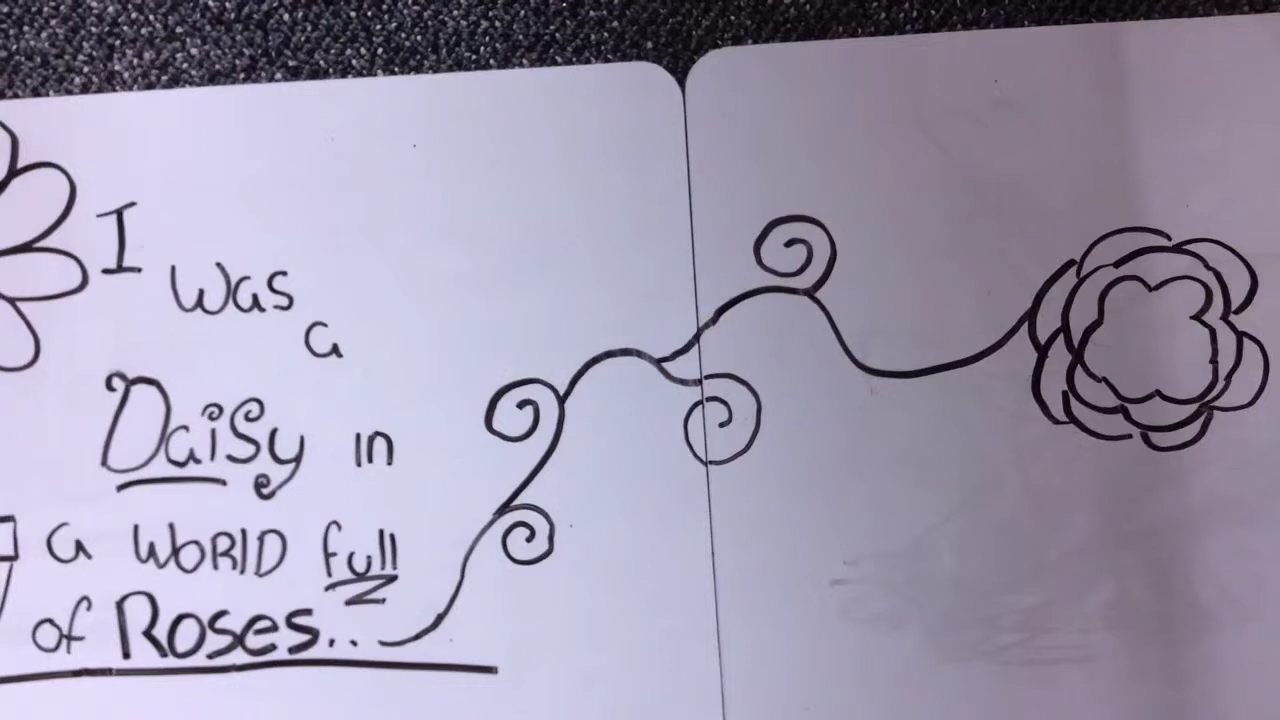 I
was
a
Daisy in
a WORlD full
of Roses..